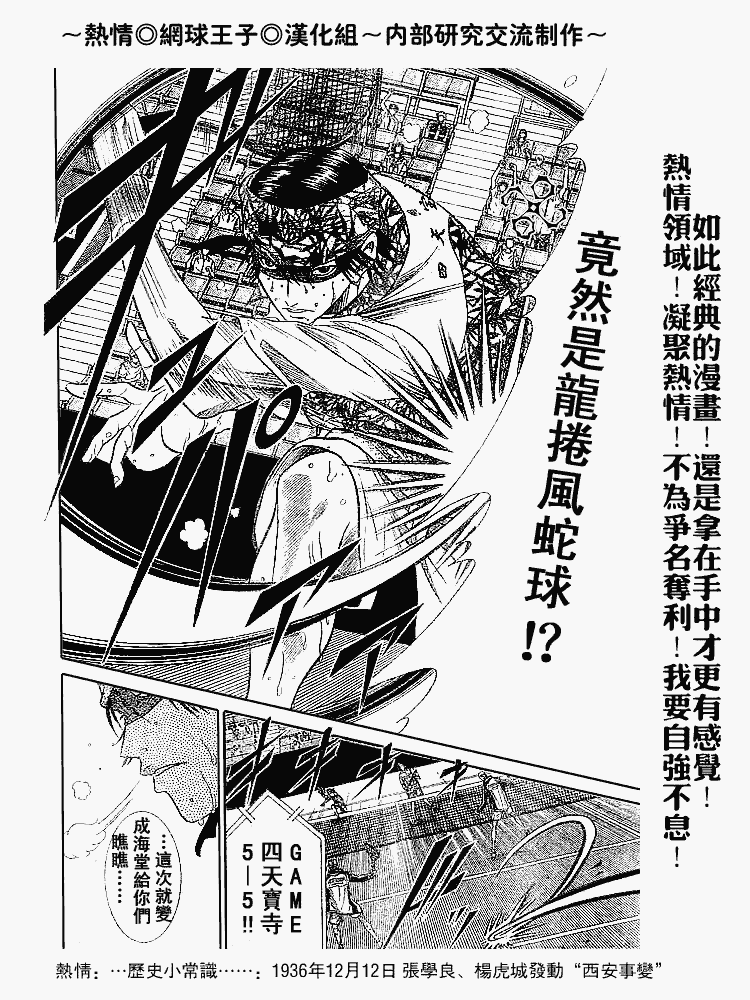 ～熱情◎網球王子◎漢化組～内部研究交流制作～
如此經典的漫畫！還是拿在手中才更有感覺！
熱情領域！凝聚熱情！不為爭名奪利！我要自強不息！
竟然是龍捲風蛇球!?
GAME
四天寶寺
5－5!!
…這次就變
成海堂給你們
瞧瞧……
熱情：…歷史小常識……：1936年12月12日 張學良、楊虎城發動“西安事變”